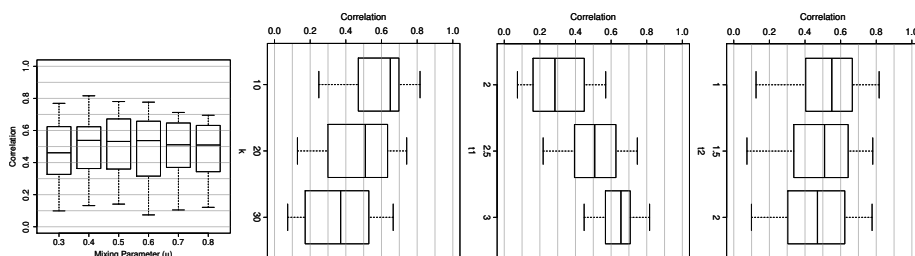 Correlation
1.0
0.8
0.6
0.4
0.2
0.0
0.3 0.4 0.5 0.6 0.7 0.8
Mixing Parameter (μ)
Correlation
0.0 0.2 0.4 0.6 0.8 1.0
10
20
30
k
Correlation
0.0 0.2 0.4 0.6 0.8 1.0
2
2.5
3
t1
Correlation
0.0 0.2 0.4 0.6 0.8 1.0
1
1.5
2
t2